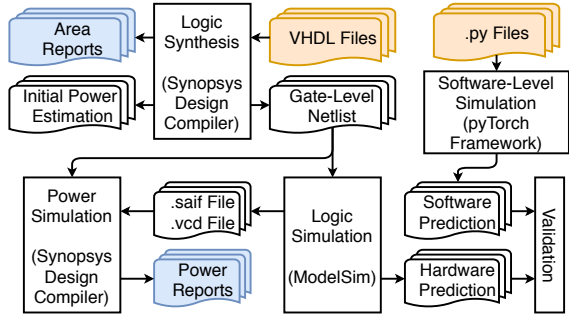 Area
Reports
Logic
Synthesis
(Synopsys
Design
Compiler)
VHDL Files
.py Files
Initial Power
Estimation
Gate-Level
Netlist
Software-Level
Simulation
(pyTorch
Framework)
Power
Simulation
(Synopsys
Design
Compiler)
.saif File
.vcd File
Power
Reports
Logic
Simulation
(ModelSim)
Software
Prediction
Hardware
Prediction
Validation